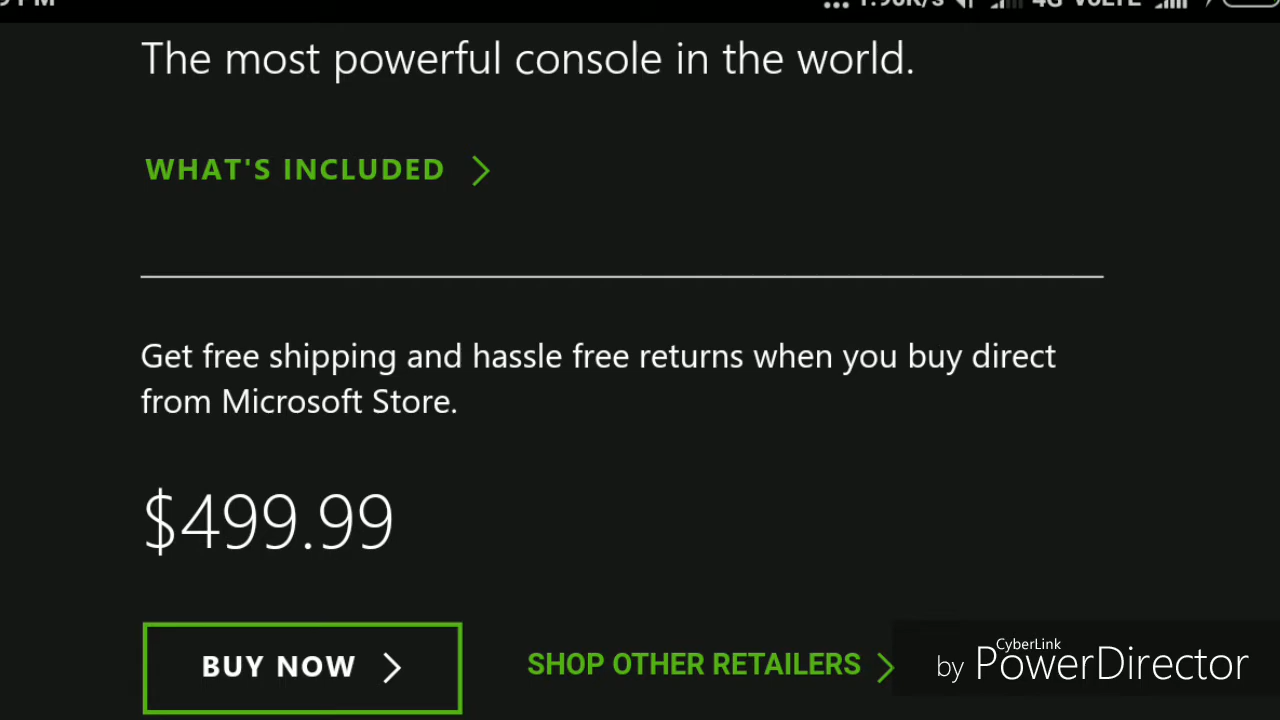 The most powerful console in the world.
WHAT'S INCLUDED
Get free shipping and hassle free returns when you buy direct
from Microsoft Store.
$499.99
BUY NOW
SHOP OTHER RETAILERS
CyberLink
by PowerDirector